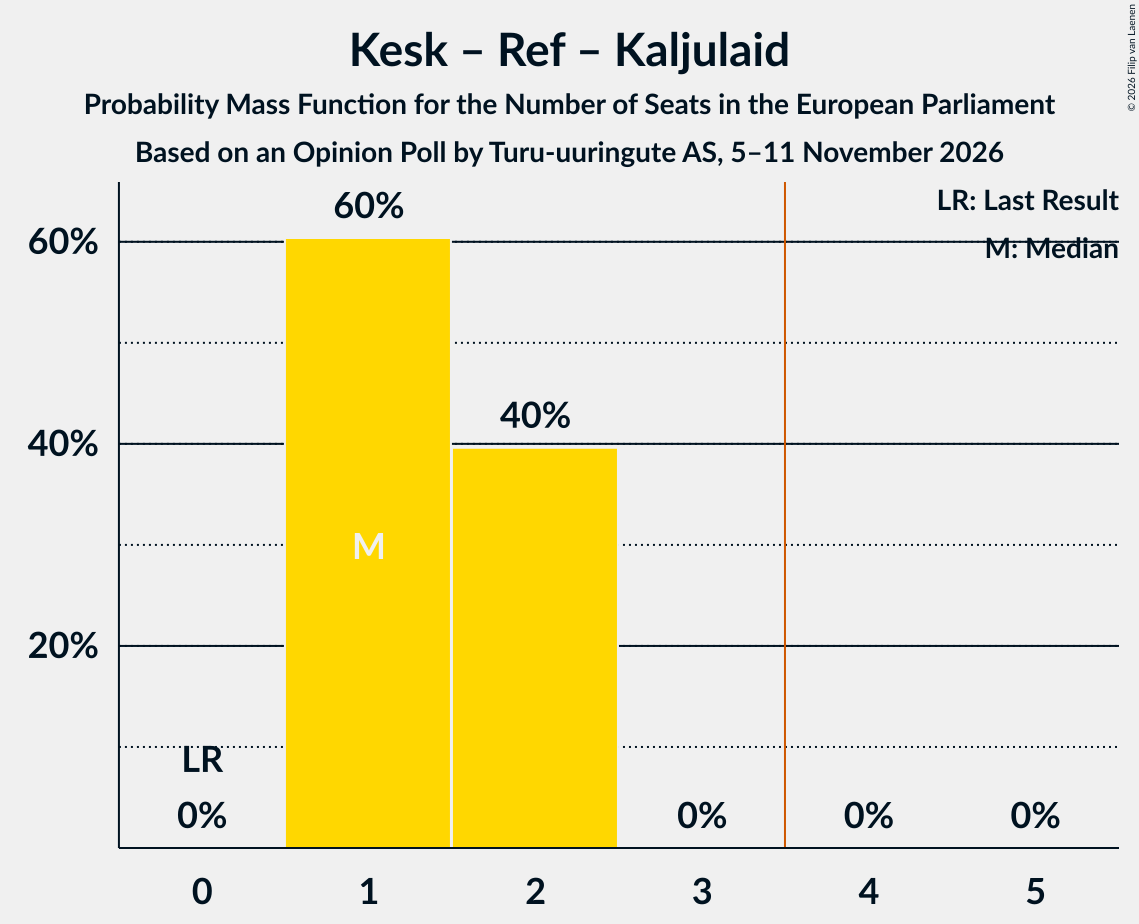 Kesk – Ref – Kaljulaid
Probability Mass Function for the Number of Seats in the European Parliament
Based on an Opinion Poll by Turu-uuringute AS, 5–11 November 2026
© 2026 Filip van Laenen
LR: Last Result
M: Median
60%
40%
20%
60%
40%
M
LR
0%
0%
0%
0%
0
1
2
3
4
5